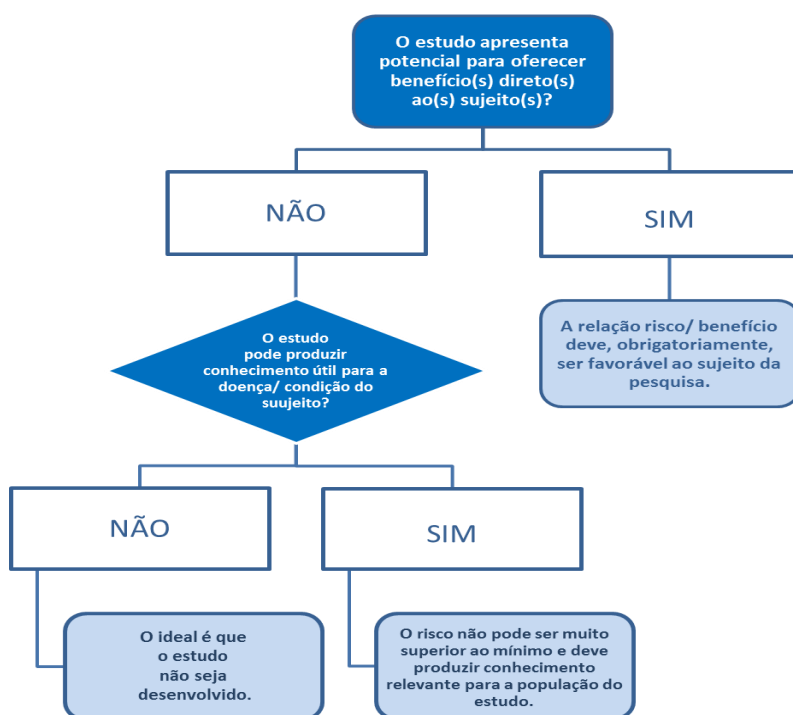 O estudo apresenta
potencial para oferecer
benefício(s) direto(s)
ao(s) sujeito(s)?
NÃO
SIM
O estudo
pode produzir
conhecimento útil para a
doença/ condição do
suujeito?
A relação risco/ benefício
deve, obrigatoriamente,
ser favorável ao sujeito da
pesquisa.
NÃO
SIM
O ideal é que
o estudo
não seja
desenvolvido.
O risco não pode ser muito
superior ao mínimo e deve
produzir conhecimento
relevante para a população do
estudo.